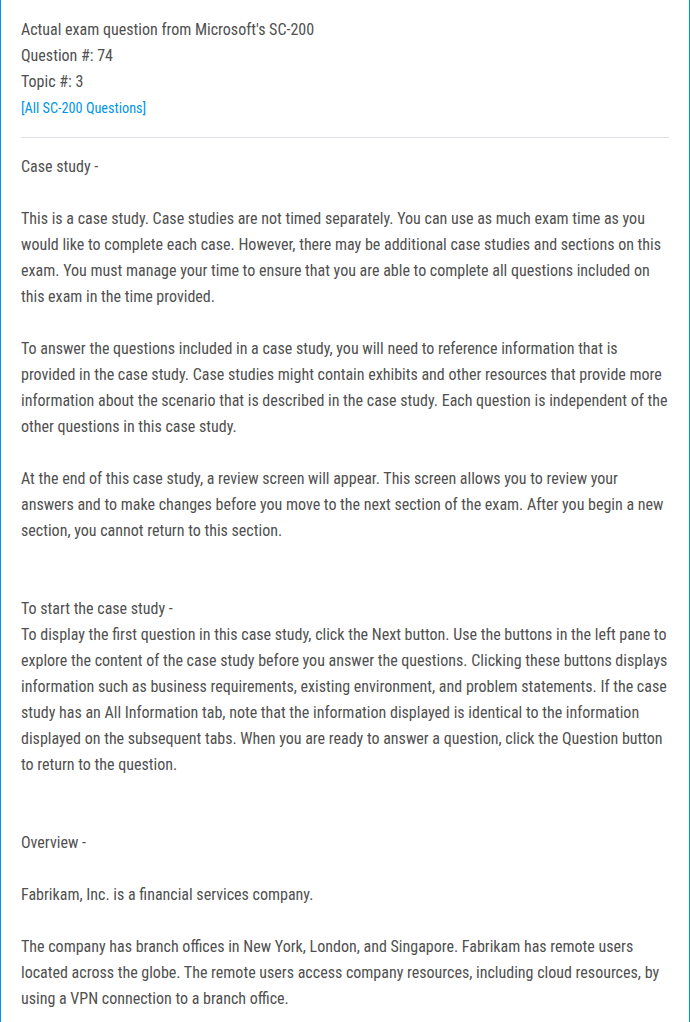 Actual exam question from Microsoft's SC-200
Question #: 74
Topic #: 3
[All SC-200 Questions]
Case study -
This is a case study. Case studies are not timed separately. You can use as much exam time as you
would like to complete each case. However, there may be additional case studies and sections on this
exam. You must manage your time to ensure that you are able to complete all questions included on
this exam in the time provided.
To answer the questions included in a case study, you will need to reference information that is
provided in the case study. Case studies might contain exhibits and other resources that provide more
information about the scenario that is described in the case study. Each question is independent of the
other questions in this case study.
At the end of this case study, a review screen will appear. This screen allows you to review your
answers and to make changes before you move to the next section of the exam. After you begin a new
section, you cannot return to this section.
To start the case study -
To display the first question in this case study, click the Next button. Use the buttons in the left pane to
explore the content of the case study before you answer the questions. Clicking these buttons displays
information such as business requirements, existing environment, and problem statements. If the case
study has an All Information tab, note that the information displayed is identical to the information
displayed on the subsequent tabs. When you are ready to answer a question, click the Question button
to return to the question.
Overview -
Fabrikam, Inc. is a financial services company.
The company has branch offices in New York, London, and Singapore. Fabrikam has remote users
located across the globe. The remote users access company resources, including cloud resources, by
using a VPN connection to a branch office.